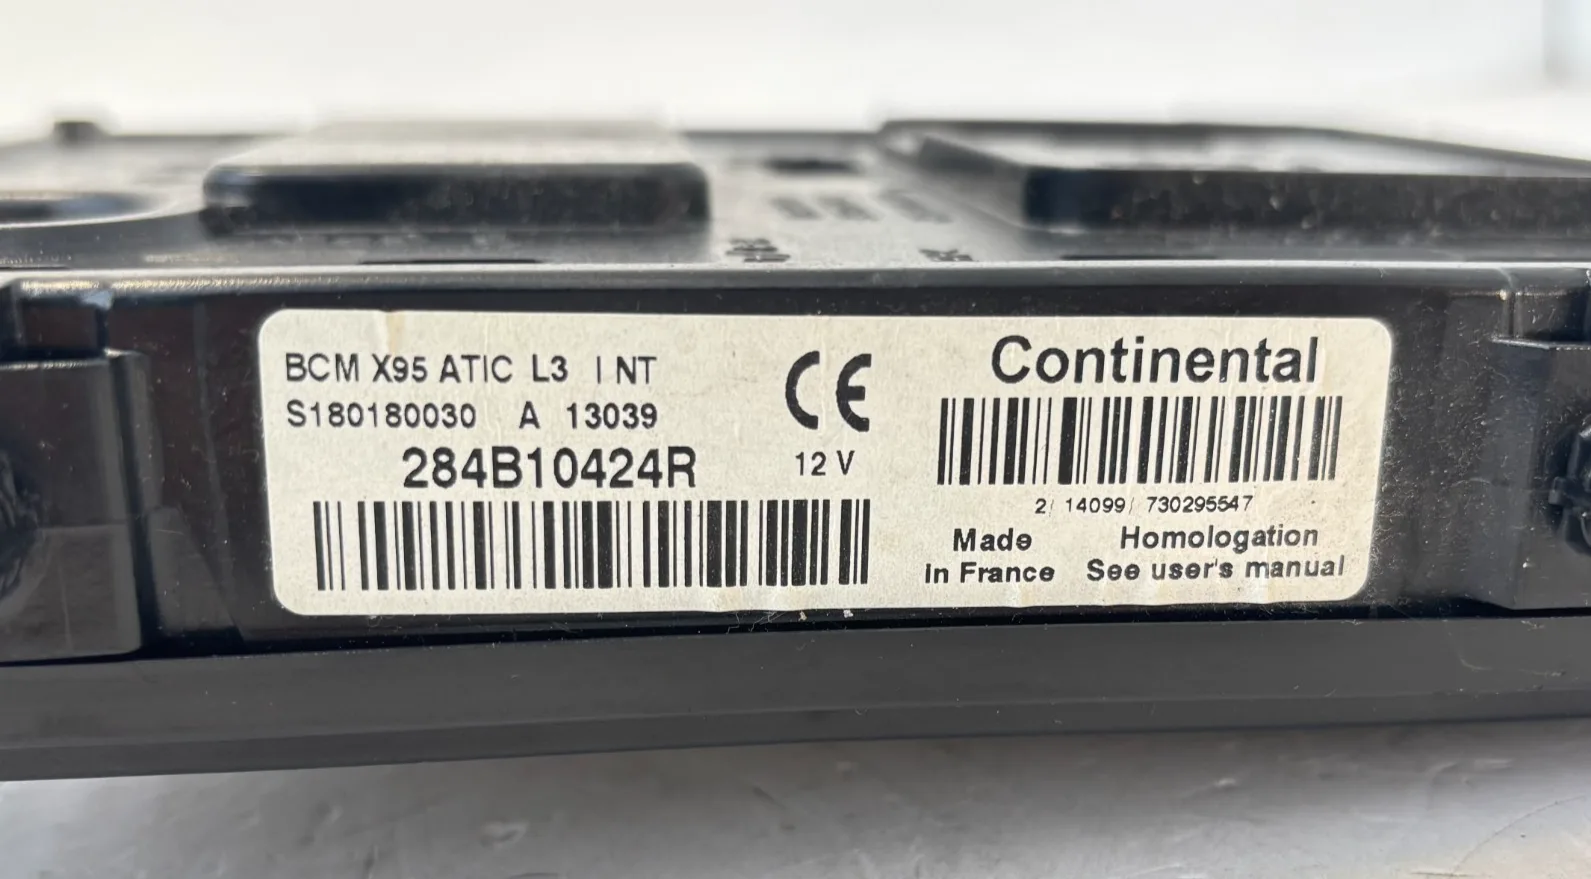 BCM X95 ATIC L3 INT
S180180030 A 13039
284B10424R
CE
12 V
Continental
2/ 14099/ 730295547
Made
in France
Homologation
See user's manual